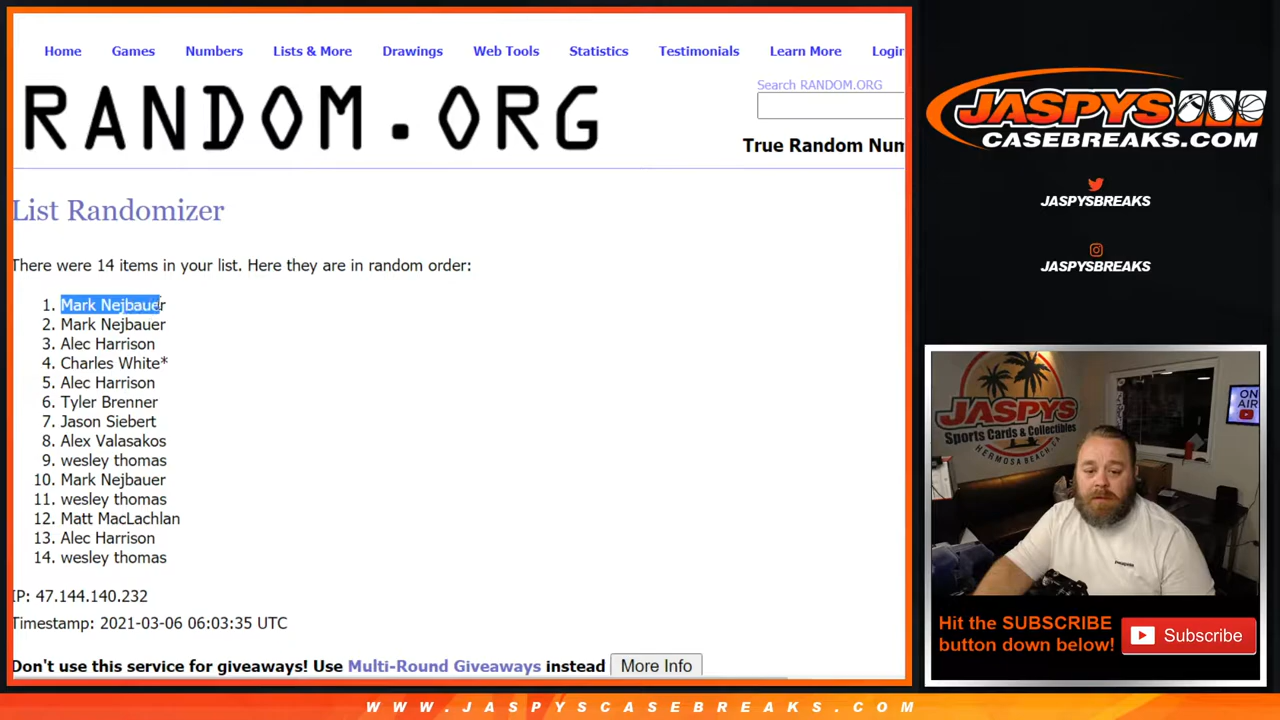 Home Games Numbers Lists & More Drawings Web Tools Statistics Testimonials Learn More Login
Search RANDOM.ORG
RANDOM.ORG
True Random Num
List Randomizer
There were 14 items in your list. Here they are in random order:
1. Mark Nejbauer
2. Mark Nejbauer
3. Alec Harrison
4. Charles White*
5. Alec Harrison
6. Tyler Brenner
7. Jason Siebert
8. Alex Valasakos
9. wesley thomas
10. Mark Nejbauer
11. wesley thomas
12. Matt MacLachlan
13. Alec Harrison
14. wesley thomas
IP: 47.144.140.232
Timestamp: 2021-03-06 06:03:35 UTC
Don't use this service for giveaways! Use Multi-Round Giveaways instead More Info
JASPYS
CASEBREAKS.COM
JASPYSBREAKS
JASPYSBREAKS
JASPYS
Sports Cards & Collectibles
HERMOSA BEACH, CA
ON
AIR
Hit the SUBSCRIBE
button down below!
Subscribe
WWW.JASPYSCASEBREAKS.COM